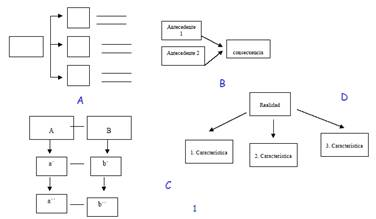 Antecedente
1
Antecedente 2
consecuencia
A
B
Realidad
D
A
B
1. Característica
2. Característica
3. Característica
a´
b´
C
a´´
b´´
1